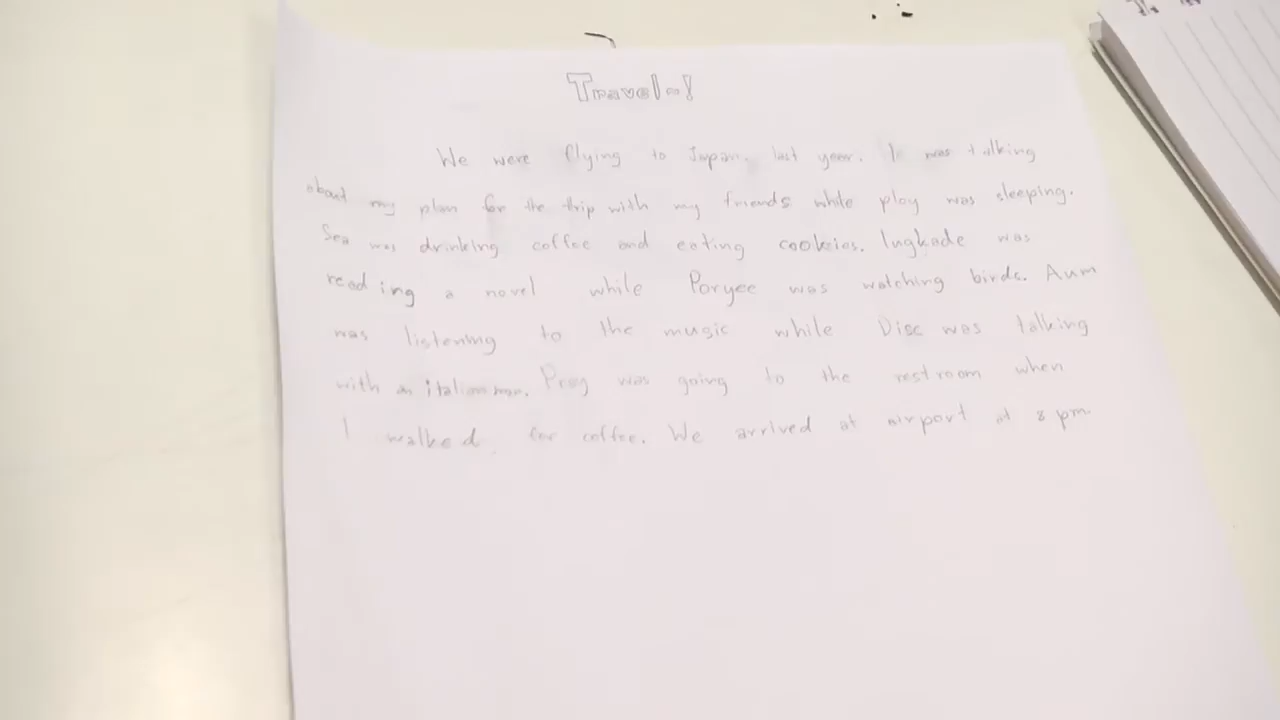 Travel!
We were flying to Japan. last year. I was talking
about my plan for the trip with my friends while ploy was sleeping.
Sea was drinking coffee and eating cookies. lugkade was
reading a novel while Poryee was watching birds. Aum
was listening to the music while Disc was talking
with an italian man. Prag was going to the restroom when
I walked for coffee. We arrived at airport at 8 pm.